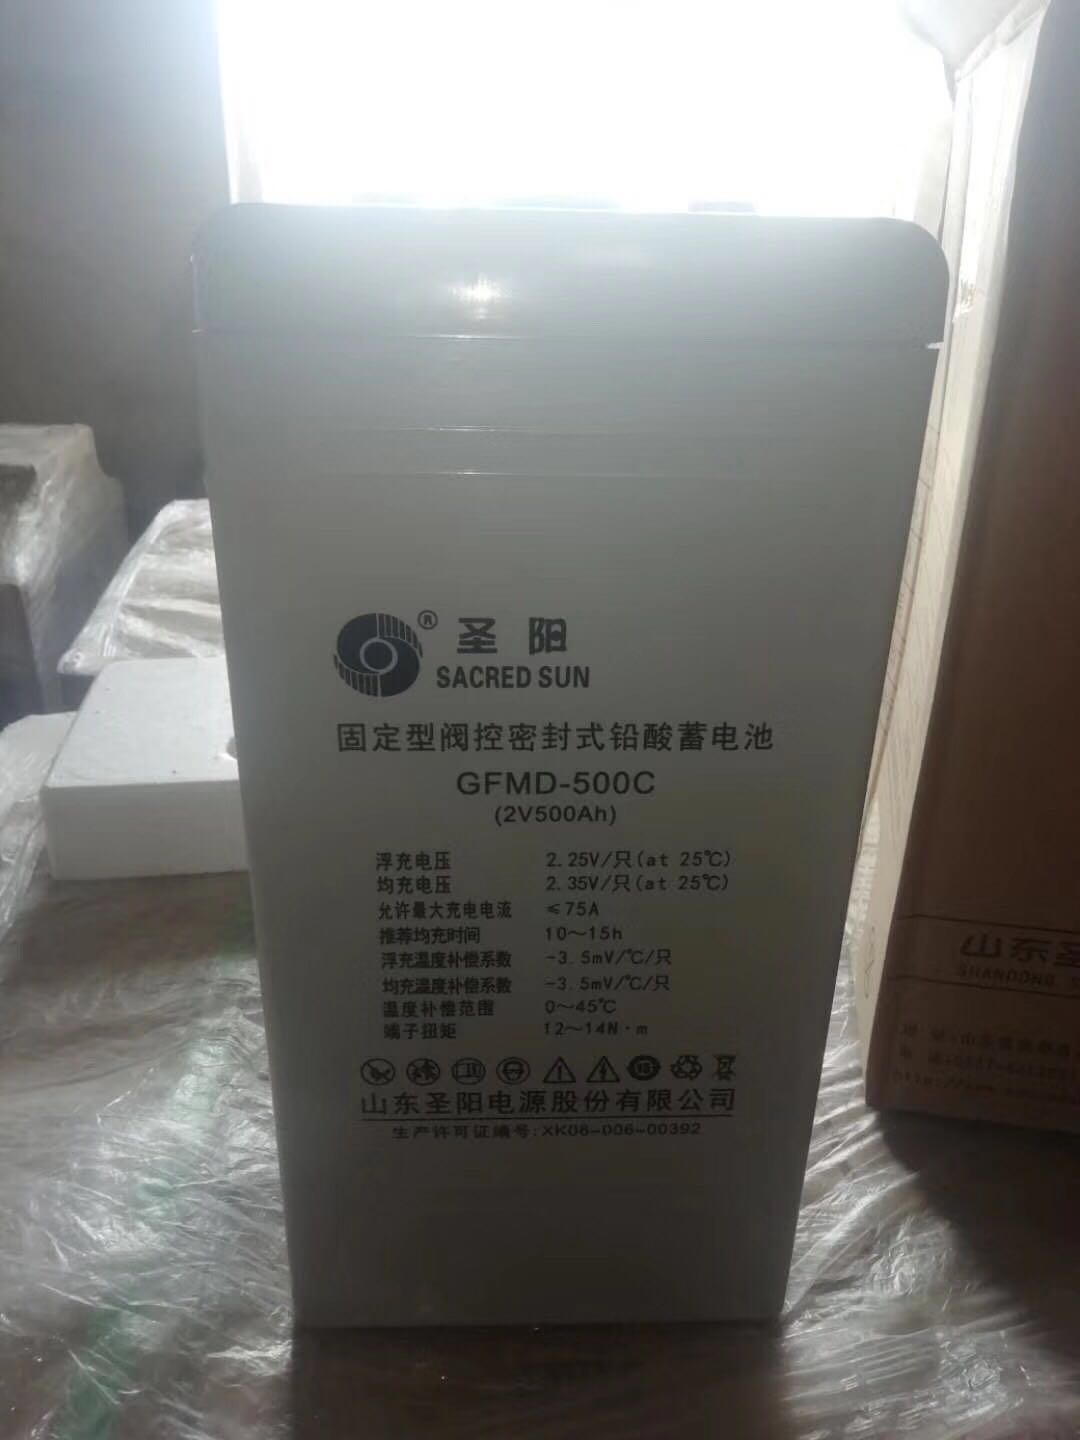 圣阳®
SACRED SUN
固定型阀控密封式铅酸蓄电池
GFMD-500C
(2V500Ah)
浮充电压 2.25V/只(at 25℃)
均充电压 2.35V/只(at 25℃)
允许最大充电电流 ≤75A
推荐均充时间 10～15h
浮充温度补偿系数 -3.5mV/℃/只
均充温度补偿系数 -3.5mV/℃/只
温度补偿范围 0～45℃
端子扭矩 12～14N·m
山东圣阳电源股份有限公司
生产许可证编号:XK06-006-00392
山东圣
SHANDONG S